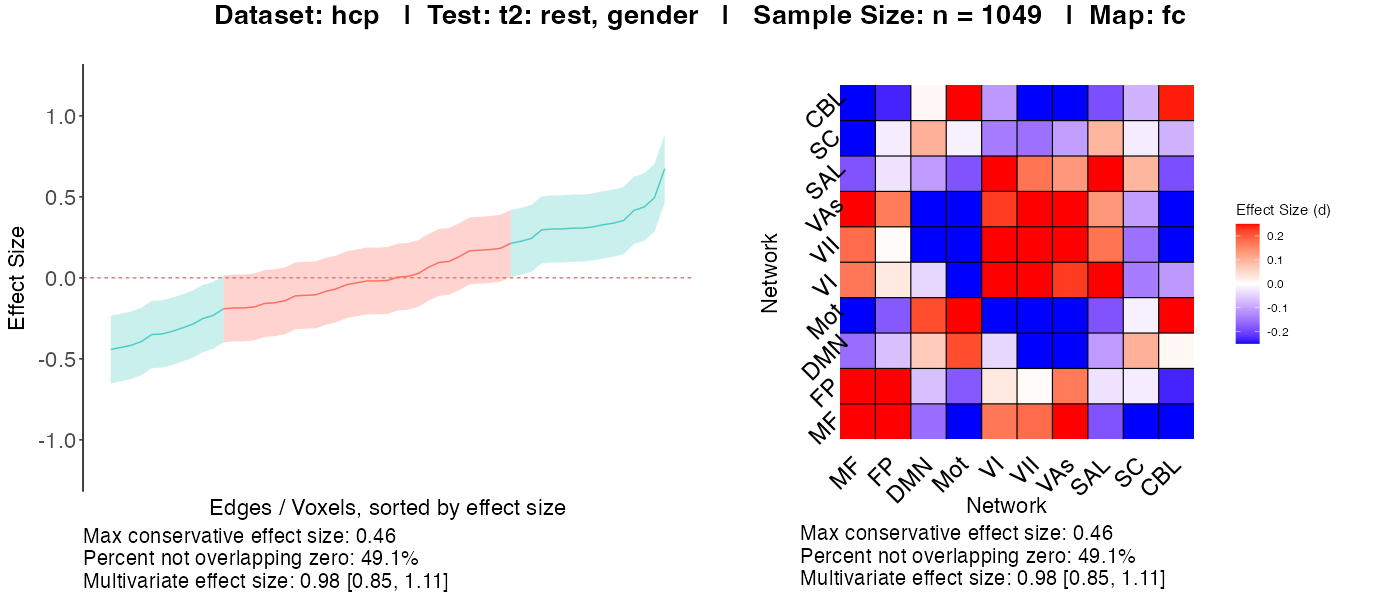 Dataset: hcp | Test: t2: rest, gender | Sample Size: n = 1049 | Map: fc
Effect Size
1.0
0.5
0.0
-0.5
-1.0
Edges / Voxels, sorted by effect size
Max conservative effect size: 0.46
Percent not overlapping zero: 49.1%
Multivariate effect size: 0.98 [0.85, 1.11]
Network
CBL
SC
SAL
VAs
VII
VI
Mot
DMN
FP
MF
MF FP DMN Mot VI VII VAs SAL SC CBL
Network
Effect Size (d)
0.2
0.1
0.0
-0.1
-0.2
Max conservative effect size: 0.46
Percent not overlapping zero: 49.1%
Multivariate effect size: 0.98 [0.85, 1.11]